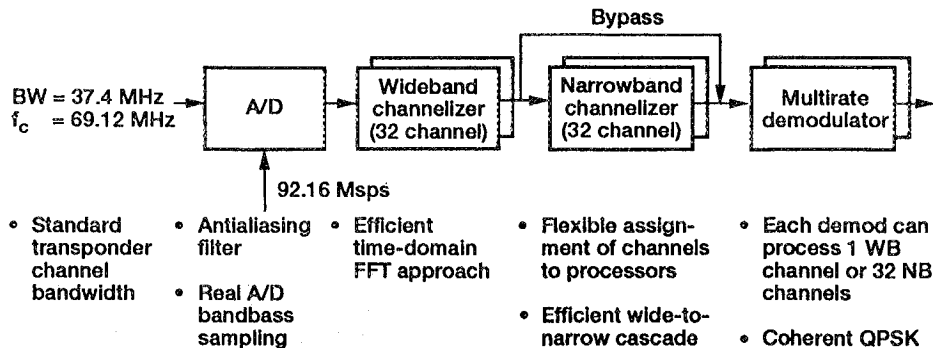 Bypass
BW = 37.4 MHz
fc = 69.12 MHz
A/D
Wideband
channelizer
(32 channel)
Narrowband
channelizer
(32 channel)
Multirate
demodulator
92.16 Msps
• Standard
transponder
channel
bandwidth
• Antialiasing
filter
• Real A/D
bandbass
sampling
• Efficient
time-domain
FFT approach
• Flexible assign-
ment of channels
to processors
• Efficient wide-to-
narrow cascade
• Each demod can
process 1 WB
channel or 32 NB
channels
• Coherent QPSK